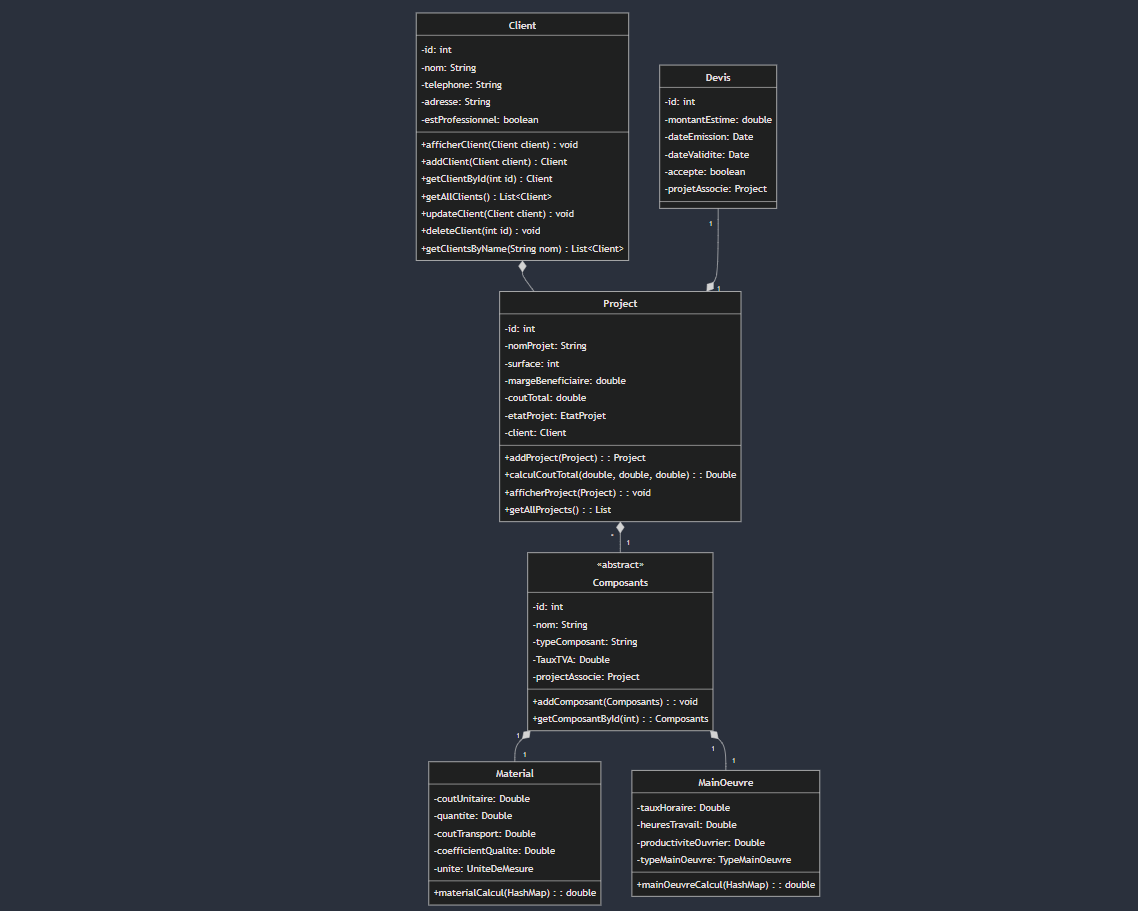 Client
-id: int
-nom: String
-telephone: String
-adresse: String
-estProfessionnel: boolean
+afficherClient(Client client) : void
+addClient(Client client) : Client
+getClientById(int id) : Client
+getAllClients() : List<Client>
+updateClient(Client client) : void
+deleteClient(int id) : void
+getClientsByName(String nom) : List<Client>
Devis
-id: int
-montantEstime: double
-dateEmission: Date
-dateValidite: Date
-accepte: boolean
-projetAssocie: Project
1
1
Project
-id: int
-nomProjet: String
-surface: int
-margeBeneficiaire: double
-coutTotal: double
-etatProjet: EtatProjet
-client: Client
+addProject(Project) : : Project
+calculCoutTotal(double, double, double) : : Double
+afficherProject(Project) : : void
+getAllProjects() : : List
*
1
«abstract»
Composants
-id: int
-nom: String
-typeComposant: String
-TauxTVA: Double
-projectAssocie: Project
+addComposant(Composants) : : void
+getComposantById(int) : : Composants
1
1
Material
-coutUnitaire: Double
-quantite: Double
-coutTransport: Double
-coefficientQualite: Double
-unite: UniteDeMesure
+materialCalcul(HashMap) : : double
1
1
MainOeuvre
-tauxHoraire: Double
-heuresTravail: Double
-productiviteOuvrier: Double
-typeMainOeuvre: TypeMainOeuvre
+mainOeuvreCalcul(HashMap) : : double